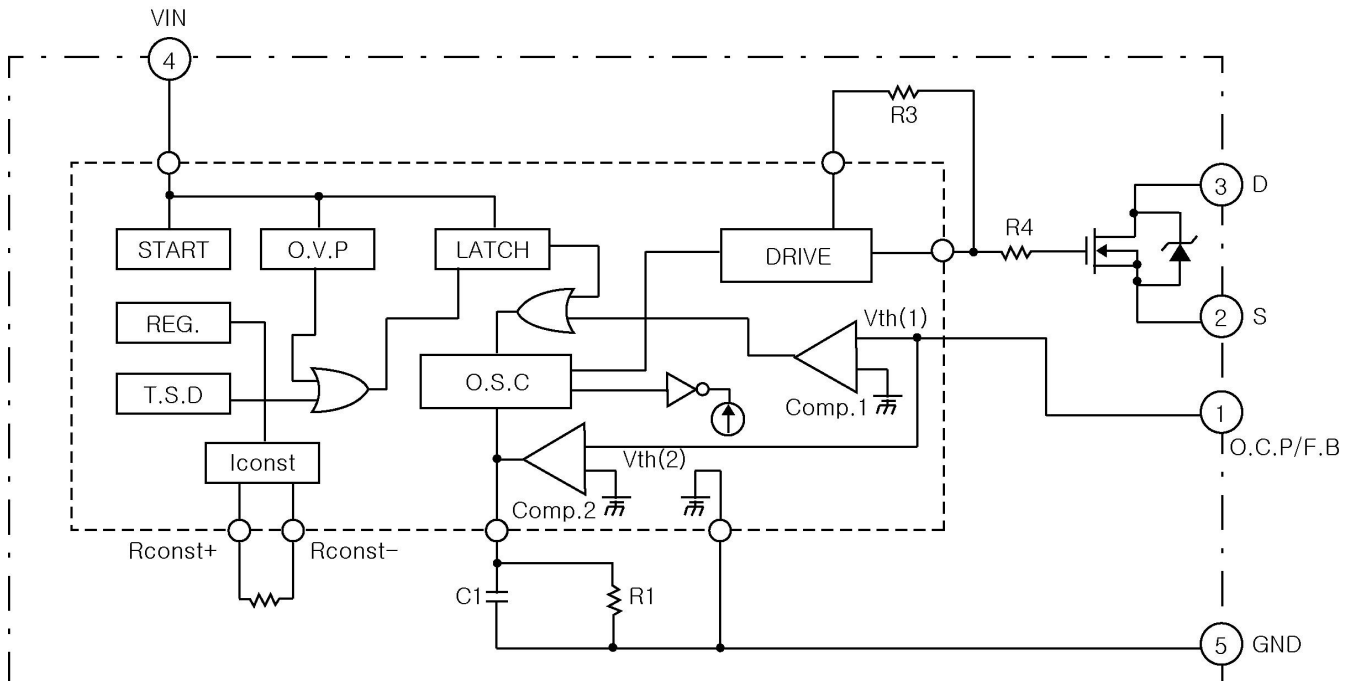 VIN
4
R3
3 D
START
O.V.P
LATCH
DRIVE
R4
REG.
Vth(1)
2 S
T.S.D
O.S.C
Comp.1
1
O.C.P/F.B
Iconst
Vth(2)
Comp.2
Rconst+
Rconst-
C1
R1
5 GND